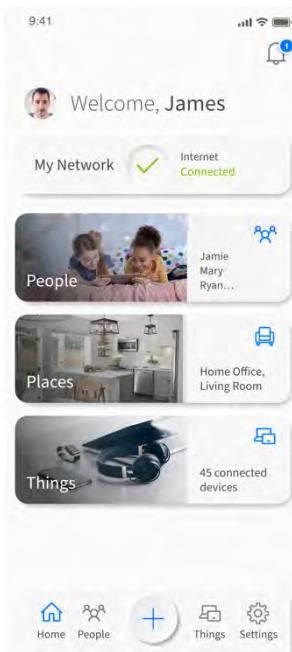 9:41
1
Welcome, James
My Network
Internet
Connected
People
Jamie
Mary
Ryan...
Places
Home Office,
Living Room
Things
45 connected
devices
Home People Things Settings